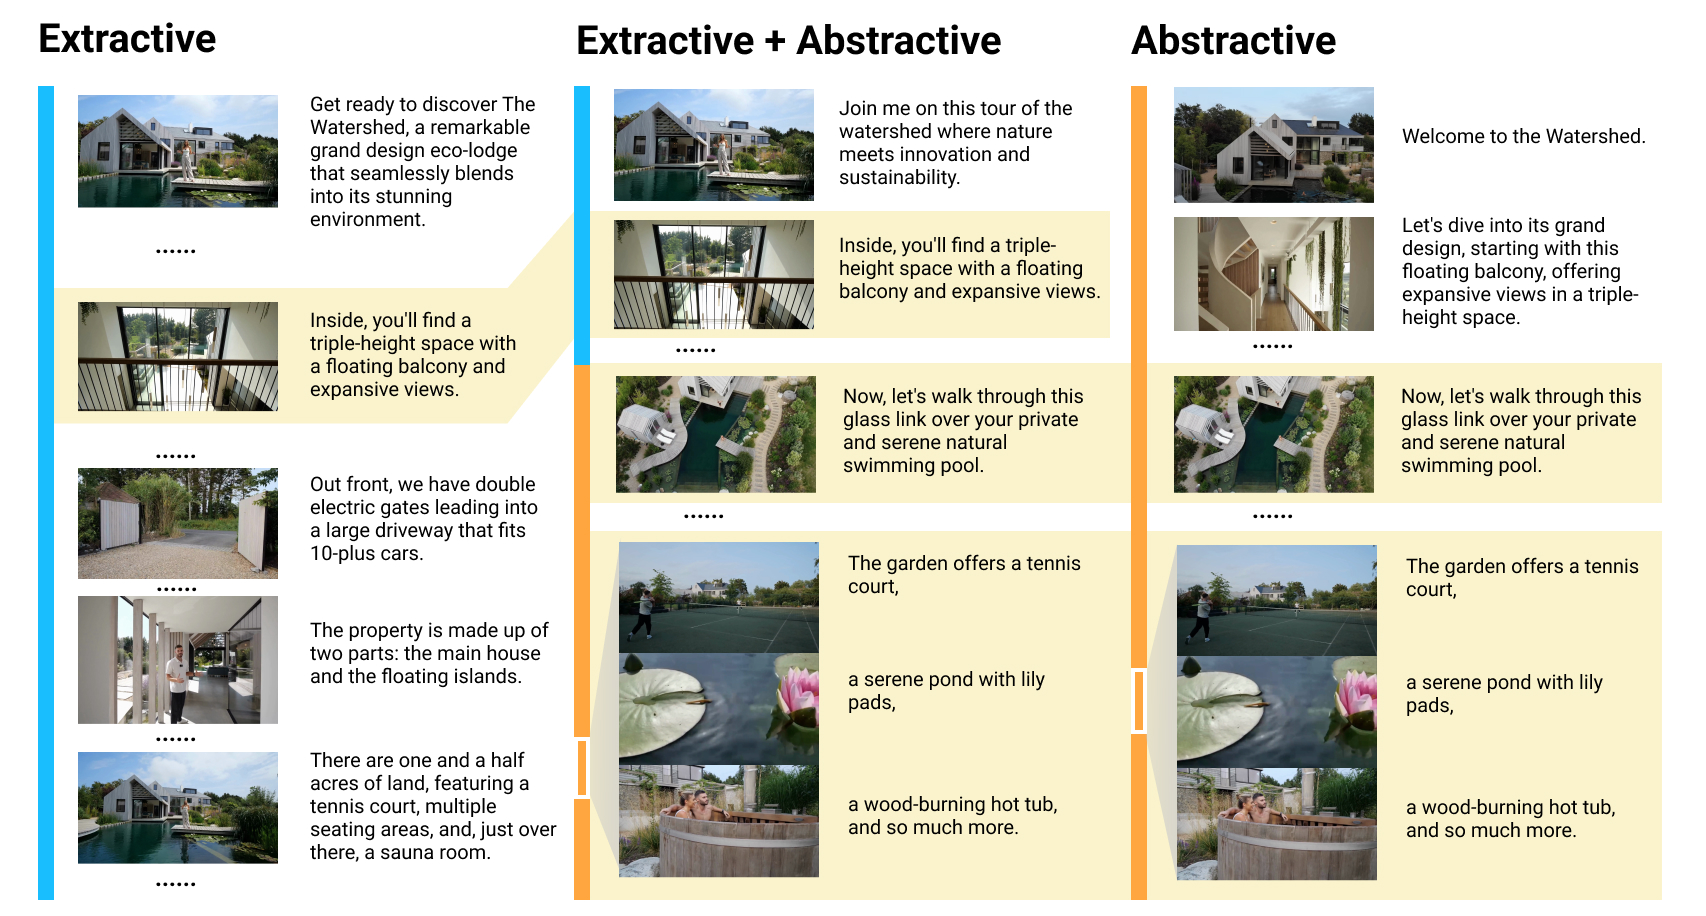 Extractive
Get ready to discover The
Watershed, a remarkable
grand design eco-lodge
that seamlessly blends
into its stunning
environment.
......
Inside, you'll find a
triple-height space with
a floating balcony and
expansive views.
......
Out front, we have double
electric gates leading into
a large driveway that fits
10-plus cars.
......
The property is made up of
two parts: the main house
and the floating islands.
......
There are one and a half
acres of land, featuring a
tennis court, multiple
seating areas, and, just over
there, a sauna room.
......
Extractive + Abstractive
Join me on this tour of the
watershed where nature
meets innovation and
sustainability.
Inside, you'll find a triple-
height space with a floating
balcony and expansive views.
......
Now, let's walk through this
glass link over your private
and serene natural
swimming pool.
......
The garden offers a tennis
court,
a serene pond with lily
pads,
a wood-burning hot tub,
and so much more.
Abstractive
Welcome to the Watershed.
Let's dive into its grand
design, starting with this
floating balcony, offering
expansive views in a triple-
height space.
......
Now, let's walk through this
glass link over your private
and serene natural
swimming pool.
......
The garden offers a tennis
court,
a serene pond with lily
pads,
a wood-burning hot tub,
and so much more.